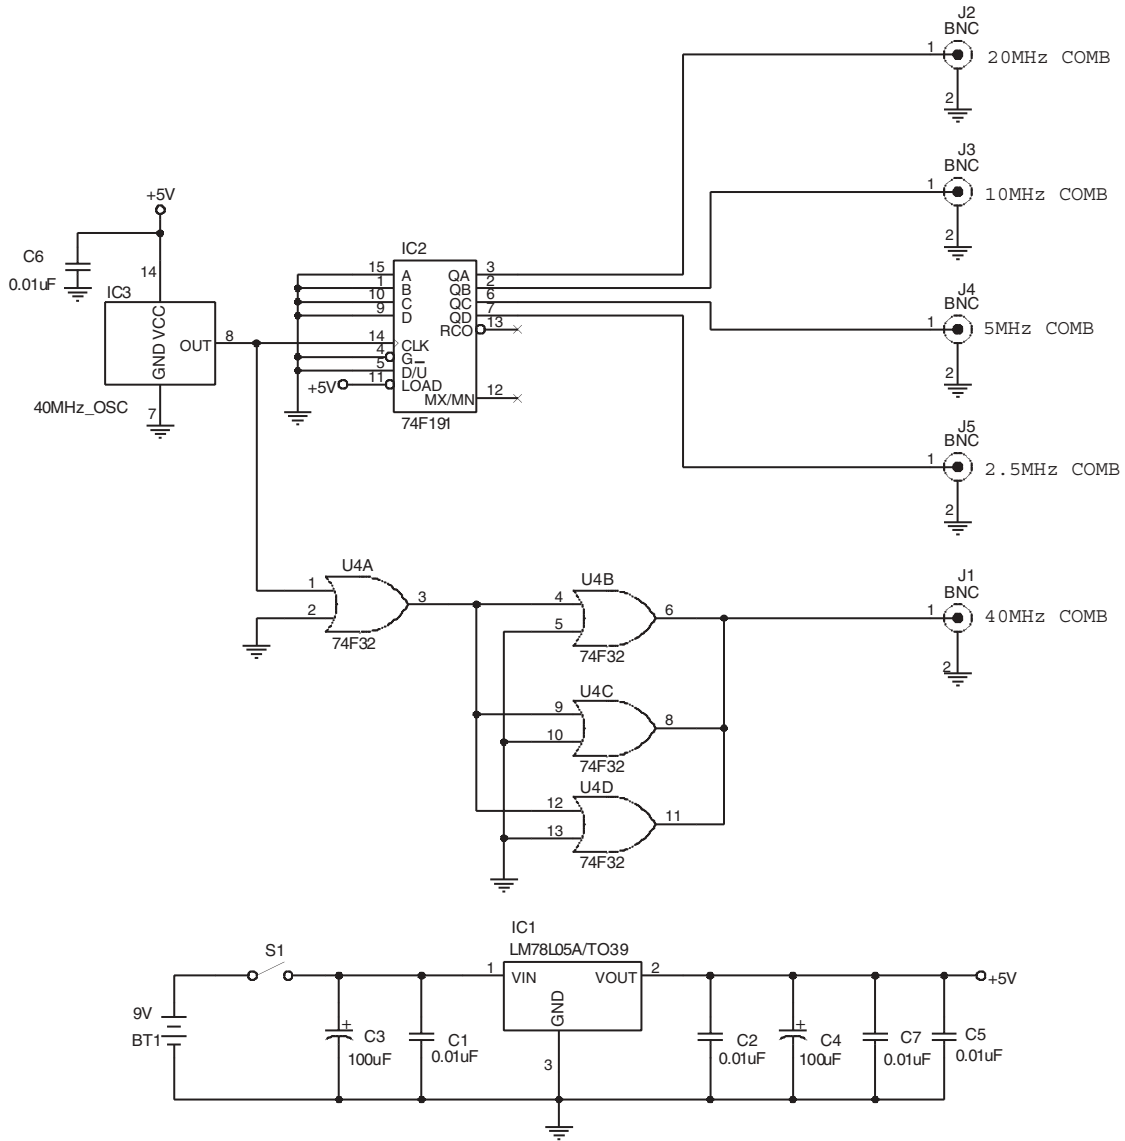 J2
BNC
1
20MHz COMB
2
J3
BNC
1
10MHz COMB
2
+5V
C6
0.01uF
14
IC3
GND VCC
OUT
8
40MHz_OSC
7
IC2
15 A QA 3
1 B QB 2
10 C QC 6
9 D QD 7
RCO 13
14 CLK
4 G
5 D/U
+5V 11 LOAD
MX/MN 12
74F191
J4
BNC
1
5MHz COMB
2
J5
BNC
1
2.5MHz COMB
2
U4A
1
2
3
74F32
U4B
4
5
6
74F32
J1
BNC
1
40MHz COMB
2
U4C
9
10
8
74F32
U4D
12
13
11
74F32
IC1
LM78L05A/TO39
S1
1 VIN VOUT 2
GND
3
+5V
9V
BT1
C3
100uF
C1
0.01uF
C2
0.01uF
C4
100uF
C7
0.01uF
C5
0.01uF
+
+